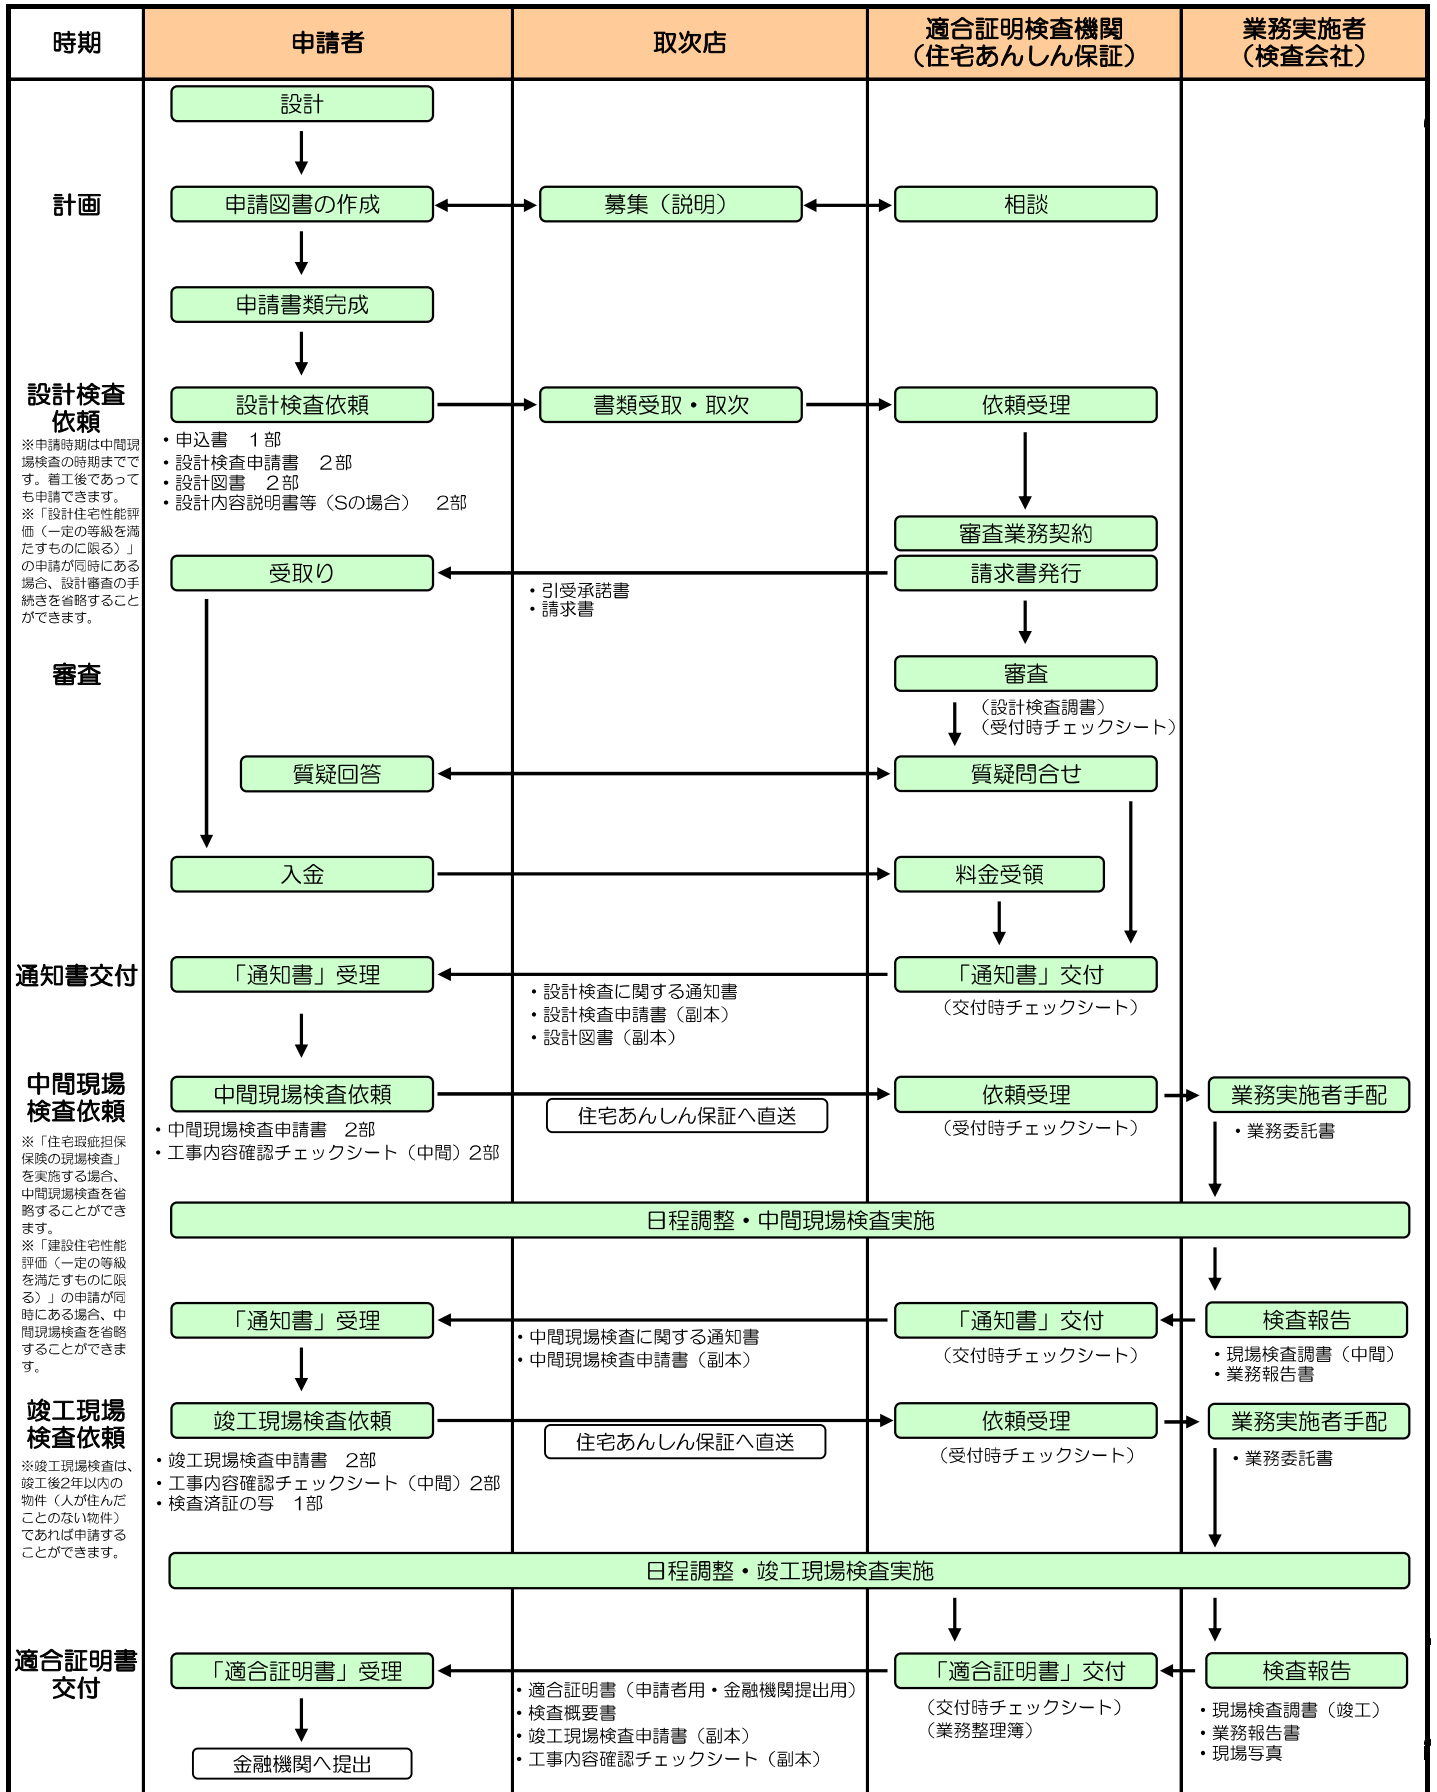 時期
申請者
取次店
適合証明検査機関
（住宅あんしん保証）
業務実施者
（検査会社）
設計
計画
申請図書の作成
募集（説明）
相談
申請書類完成
設計検査
依頼
※申請時期は中間現
場検査の時期までで
す。着工後であって
も申請できます。
※「設計住宅性能評
価（一定の等級を満
たすものに限る）」
の申請が同時にある
場合、設計審査の手
続きを省略すること
ができます。
設計検査依頼
書類受取・取次
依頼受理
・申込書　１部
・設計検査申請書　２部
・設計図書　２部
・設計内容説明書等（Sの場合）　２部
審査業務契約
受取り
請求書発行
・引受承諾書
・請求書
審査
審査
（設計検査調書）
（受付時チェックシート）
質疑回答
質疑問合せ
入金
料金受領
通知書交付
「通知書」受理
「通知書」交付
・設計検査に関する通知書
・設計検査申請書（副本）
・設計図書（副本）
（交付時チェックシート）
中間現場
検査依頼
※「住宅瑕疵担保
保険の現場検査」
を実施する場合、
中間現場検査を省
略することができ
ます。
※「建設住宅性能
評価（一定の等級
を満たすものに限
る）」の申請が同
時にある場合、中
間現場検査を省略
することができま
す。
中間現場検査依頼
住宅あんしん保証へ直送
依頼受理
業務実施者手配
・中間現場検査申請書　２部
・工事内容確認チェックシート（中間）２部
（受付時チェックシート）
・業務委託書
日程調整・中間現場検査実施
「通知書」受理
「通知書」交付
検査報告
・中間現場検査に関する通知書
・中間現場検査申請書（副本）
（交付時チェックシート）
・現場検査調書（中間）
・業務報告書
竣工現場
検査依頼
※竣工現場検査は、
竣工後2年以内の
物件（人が住んだ
ことのない物件）
であれば申請する
ことができます。
竣工現場検査依頼
住宅あんしん保証へ直送
依頼受理
業務実施者手配
・竣工現場検査申請書　２部
・工事内容確認チェックシート（中間）２部
・検査済証の写　１部
（受付時チェックシート）
・業務委託書
日程調整・竣工現場検査実施
適合証明書
交付
「適合証明書」受理
「適合証明書」交付
検査報告
・適合証明書（申請者用・金融機関提出用）
・検査概要書
・竣工現場検査申請書（副本）
・工事内容確認チェックシート（副本）
（交付時チェックシート）
（業務整理簿）
・現場検査調書（竣工）
・業務報告書
・現場写真
金融機関へ提出